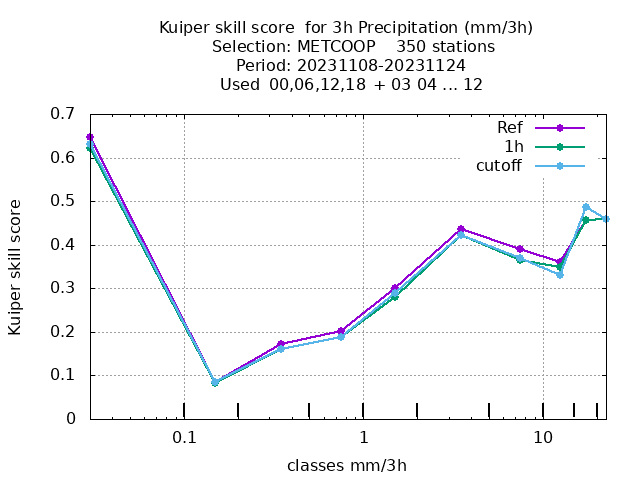 Kuiper skill score  for 3h Precipitation (mm/3h)
Selection: METCOOP    350 stations
Period: 20231108-20231124
Used  00,06,12,18  + 03 04 ... 12
Ref
1h
cutoff
Kuiper skill score
0.7
0.6
0.5
0.4
0.3
0.2
0.1
0
0.1
1
10
classes mm/3h